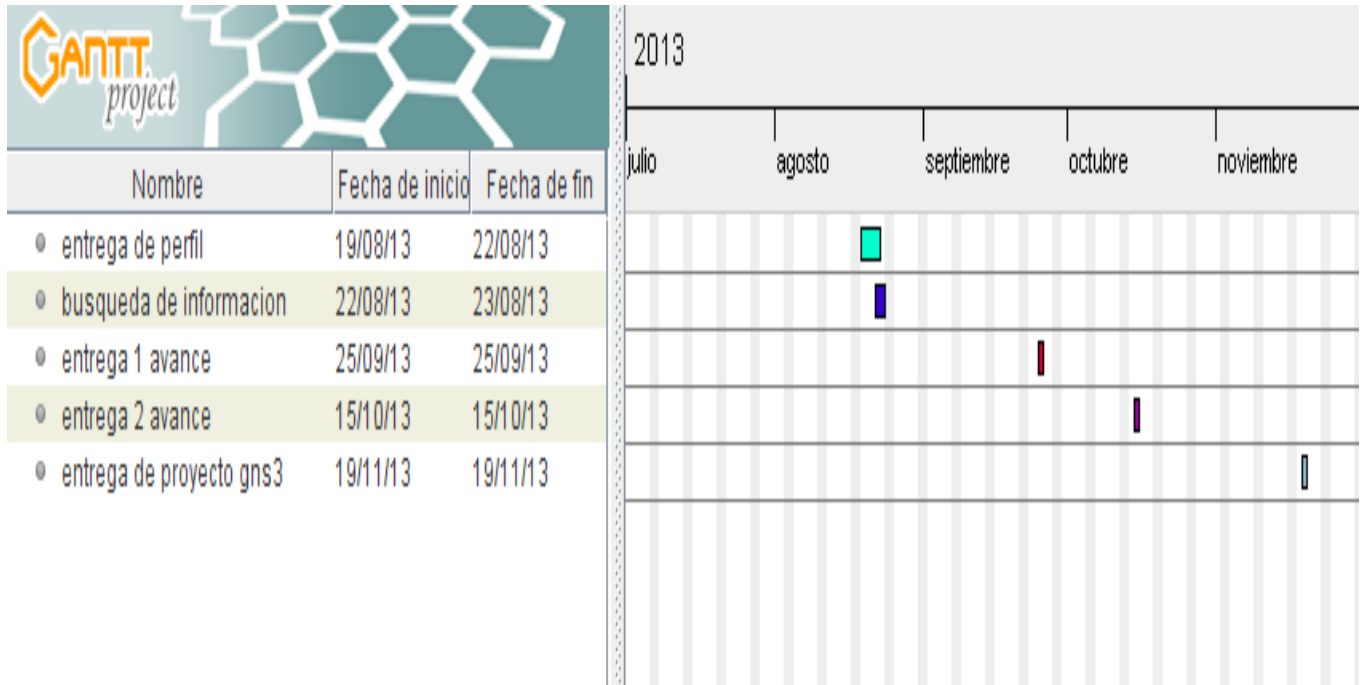 GANTT
project
2013
julio agosto septiembre octubre noviembre
Nombre Fecha de inicio Fecha de fin
entrega de perfil 19/08/13 22/08/13
busqueda de informacion 22/08/13 23/08/13
entrega 1 avance 25/09/13 25/09/13
entrega 2 avance 15/10/13 15/10/13
entrega de proyecto gns3 19/11/13 19/11/13